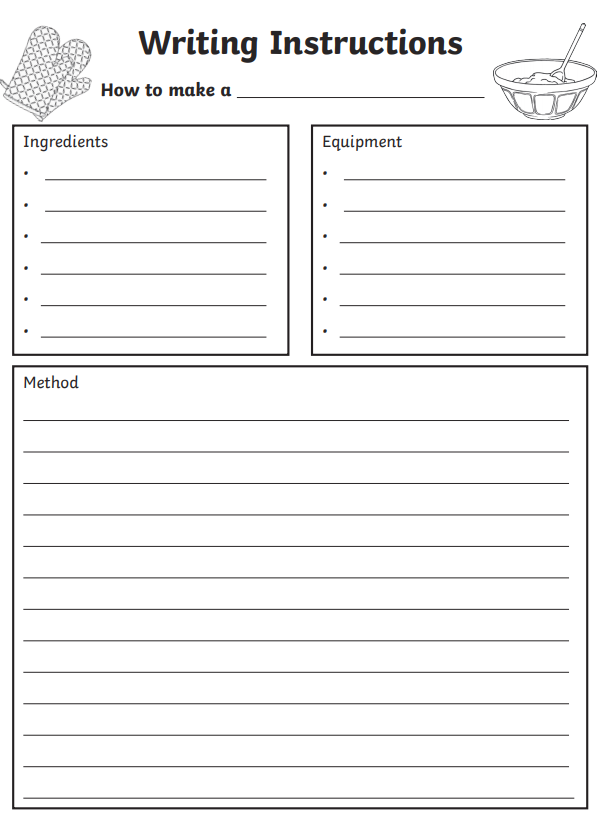 Writing Instructions
How to make a
Ingredients
Equipment
Method